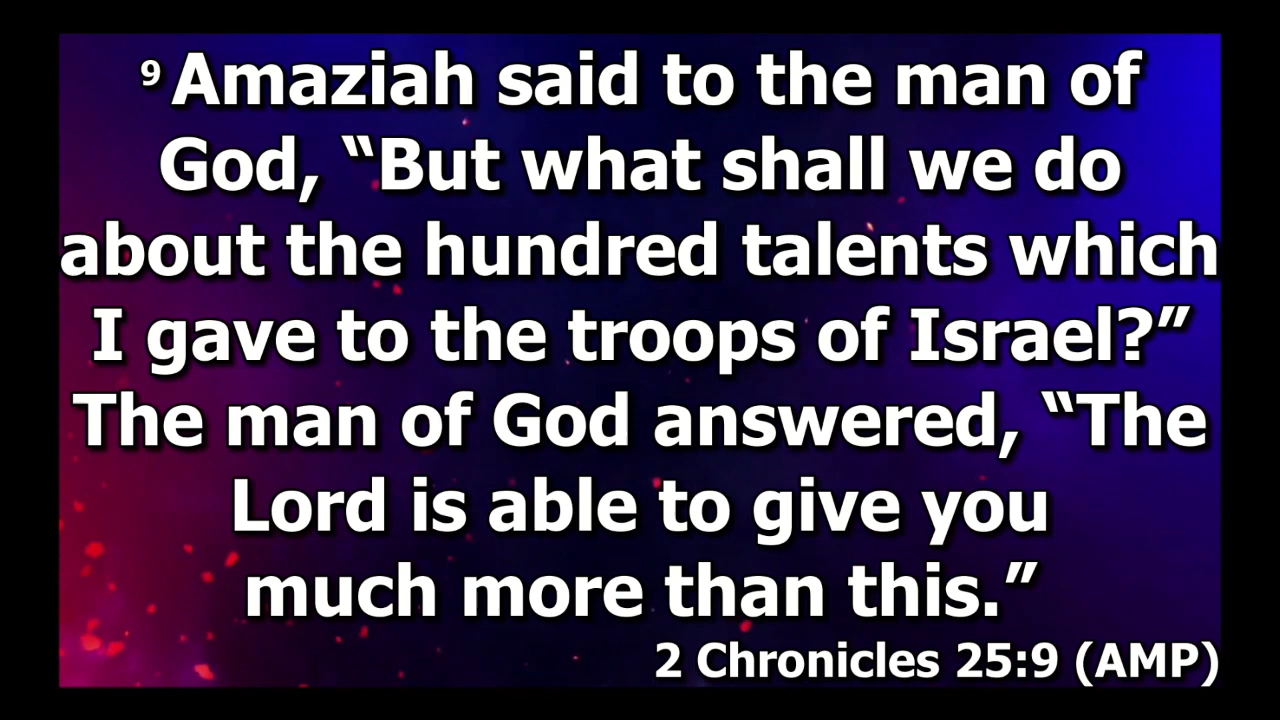 9 Amaziah said to the man of
God, “But what shall we do
about the hundred talents which
I gave to the troops of Israel?”
The man of God answered, “The
Lord is able to give you
much more than this.”
2 Chronicles 25:9 (AMP)